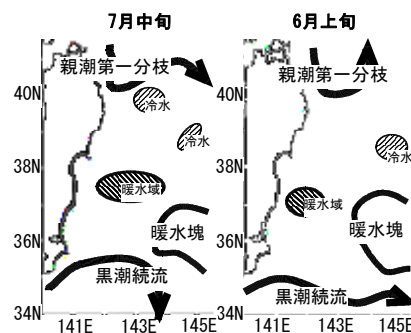 7月中旬
親潮第一分枝
冷水
冷水
暖水域
暖水塊
黒潮続流
40N
38N
36N
34N
141E
143E
145E
6月上旬
親潮第一分枝
冷水
暖水域
暖水塊
黒潮続流
40N
38N
36N
34N
141E
143E
145E